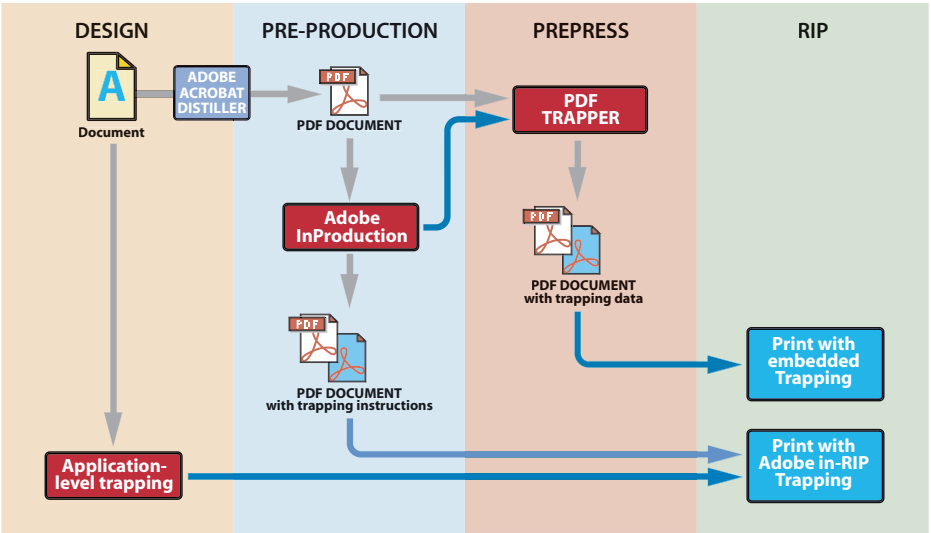 DESIGN
PRE-PRODUCTION
PREPRESS
RIP
A
Document
ADOBE
ACROBAT
DISTILLER
PDF
PDF DOCUMENT
PDF
TRAPPER
Adobe
InProduction
PDF
PDF DOCUMENT
with trapping data
PDF
PDF DOCUMENT
with trapping instructions
Print with
embedded
Trapping
Application-
level trapping
Print with
Adobe in-RIP
Trapping